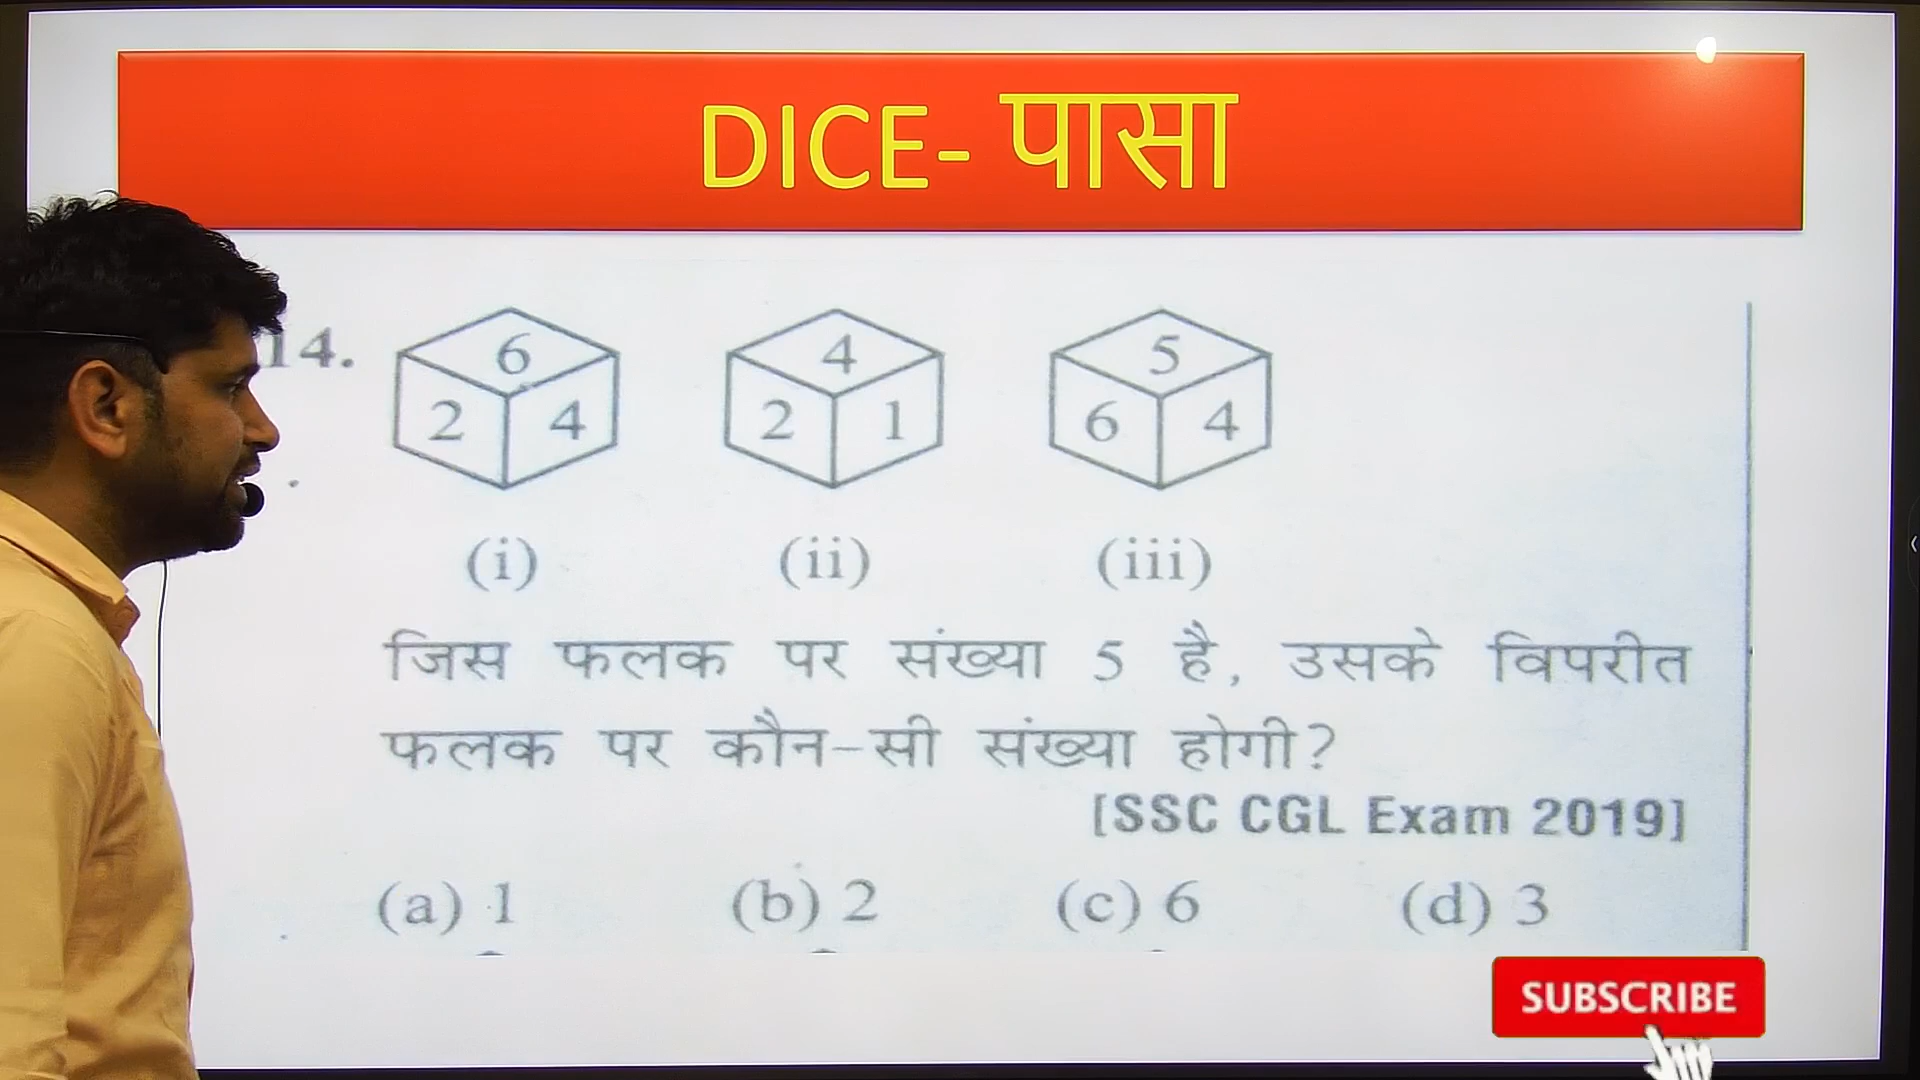 DICE- पासा
14.
6
2 4
4
2 1
5
6 4
(i) (ii) (iii)
जिस फलक पर संख्या 5 है, उसके विपरीत
फलक पर कौन-सी संख्या होगी?
[SSC CGL Exam 2019]
(a) 1 (b) 2 (c) 6 (d) 3
SUBSCRIBE